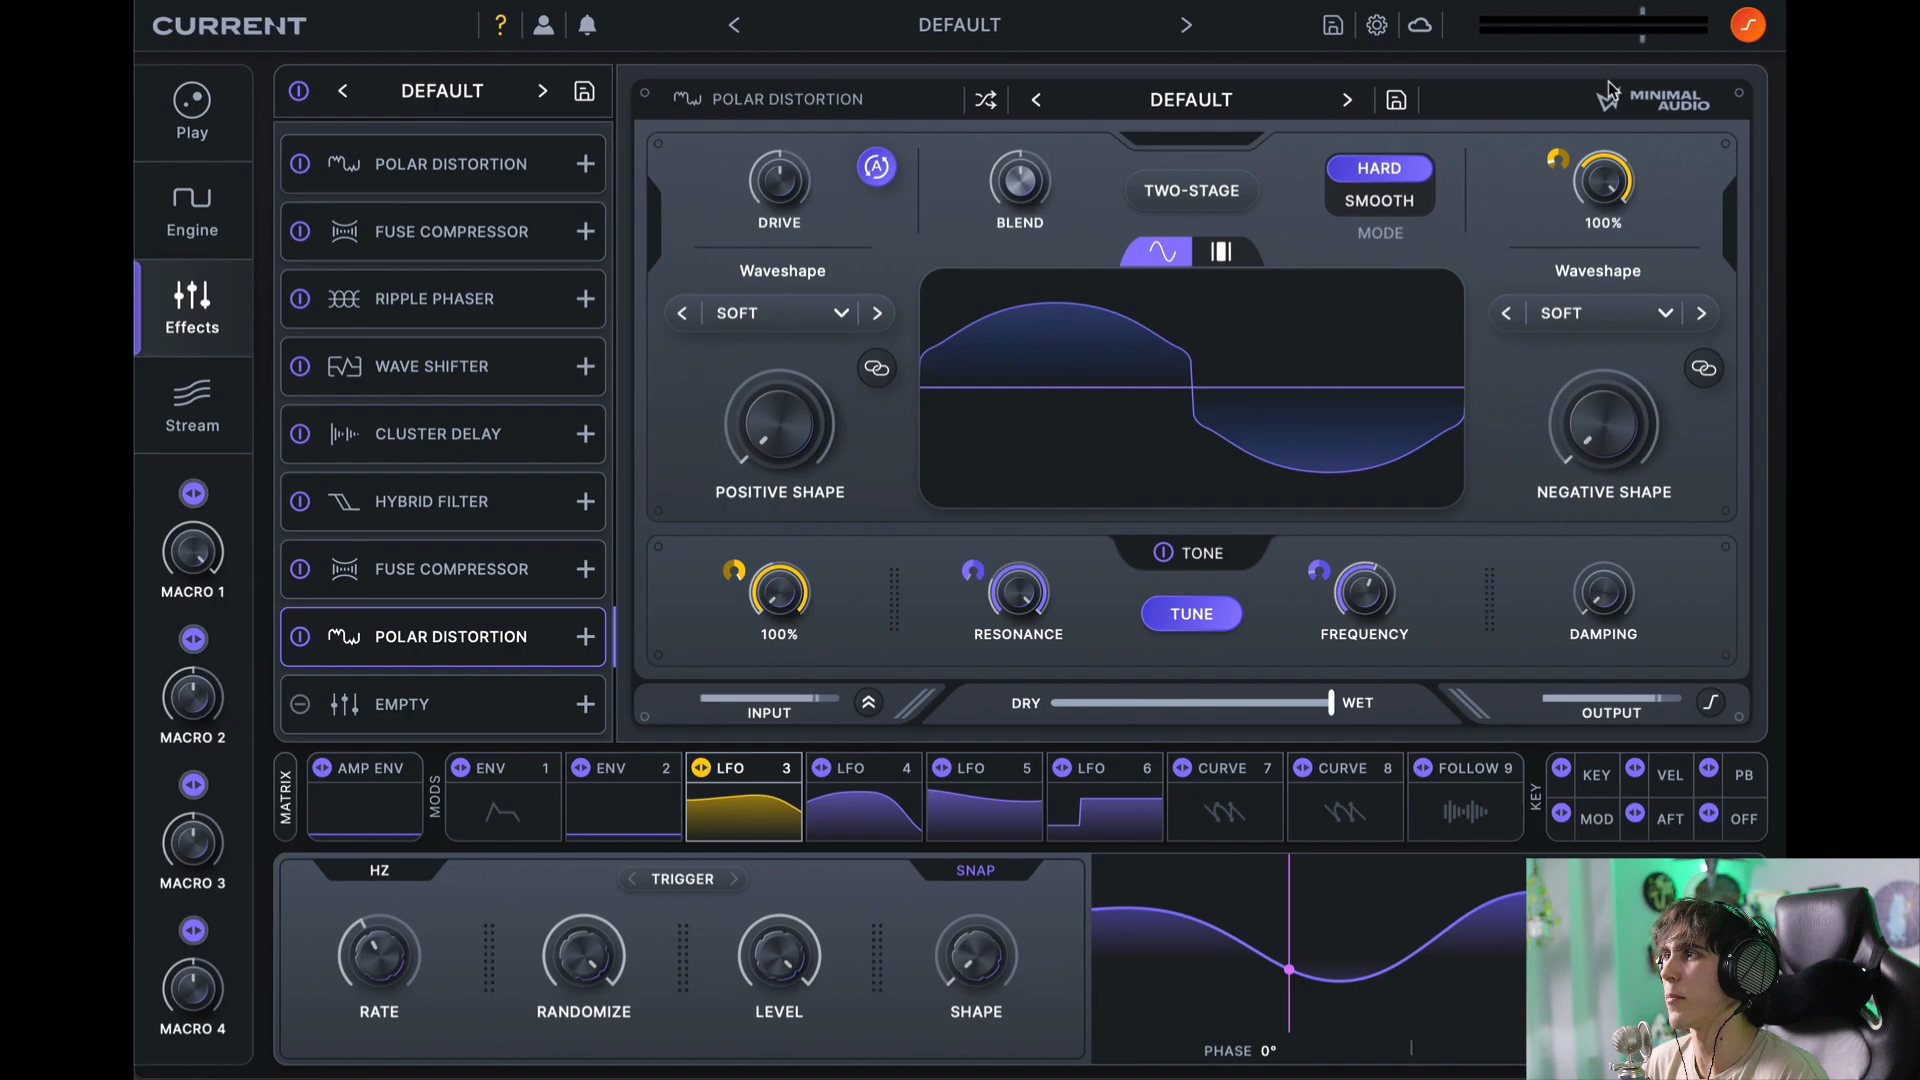 CURRENT
?
DEFAULT
Play
Engine
Effects
Stream
MACRO 1
MACRO 2
MACRO 3
MACRO 4
DEFAULT
POLAR DISTORTION
FUSE COMPRESSOR
RIPPLE PHASER
WAVE SHIFTER
CLUSTER DELAY
HYBRID FILTER
FUSE COMPRESSOR
POLAR DISTORTION
EMPTY
POLAR DISTORTION
DEFAULT
MINIMAL
AUDIO
DRIVE
A
BLEND
TWO-STAGE
HARD
SMOOTH
MODE
100%
Waveshape
SOFT
POSITIVE SHAPE
Waveshape
SOFT
NEGATIVE SHAPE
TONE
100%
RESONANCE
TUNE
FREQUENCY
DAMPING
INPUT
DRY
WET
OUTPUT
MATRIX
AMP ENV
MODS
ENV 1
ENV 2
LFO 3
LFO 4
LFO 5
LFO 6
CURVE 7
CURVE 8
FOLLOW 9
KEY
KEY VEL PB
MOD AFT OFF
HZ
TRIGGER
SNAP
RATE
RANDOMIZE
LEVEL
SHAPE
PHASE 0°